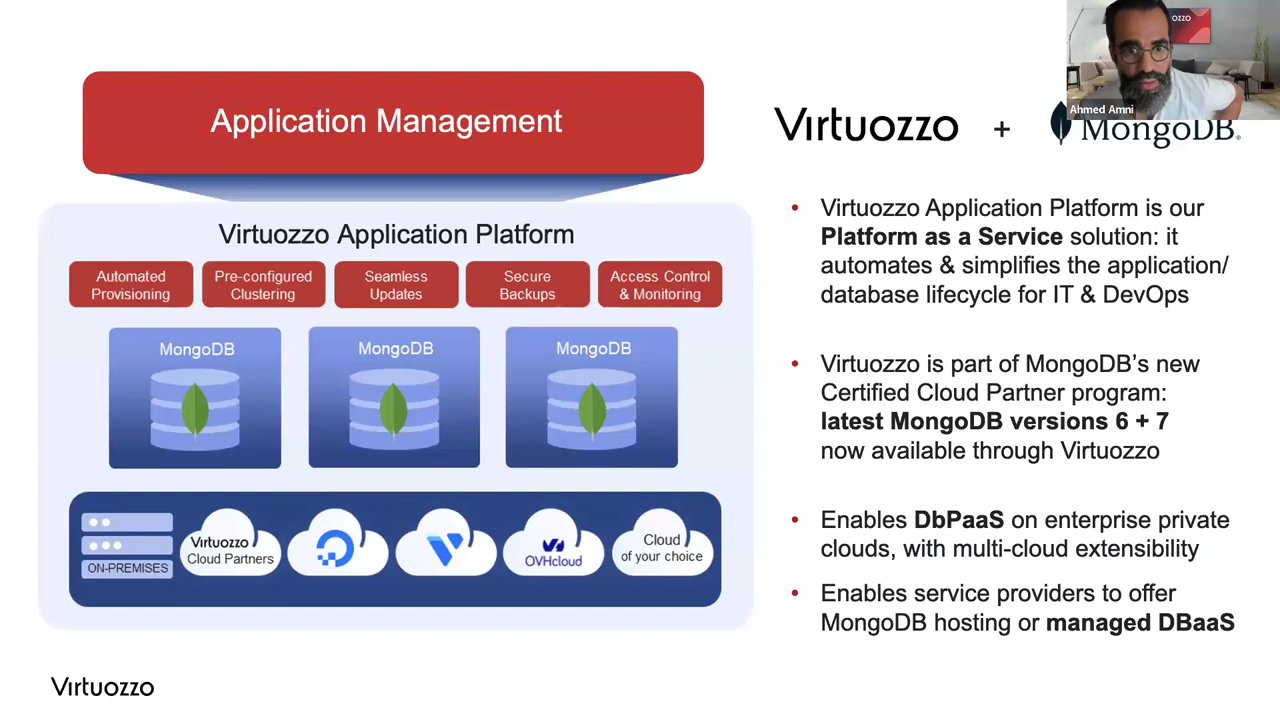 Application Management
Virtuozzo Application Platform
Automated
Provisioning
Pre-configured
Clustering
Seamless
Updates
Secure
Backups
Access Control
& Monitoring
MongoDB
MongoDB
MongoDB
ON-PREMISES
Virtuozzo
Cloud Partners
OVHcloud
Cloud
of your choice
Virtuozzo
ozzo
Ahmed Amni
Virtuozzo + MongoDB®
• Virtuozzo Application Platform is our
Platform as a Service solution: it
automates & simplifies the application/
database lifecycle for IT & DevOps
• Virtuozzo is part of MongoDB’s new
Certified Cloud Partner program:
latest MongoDB versions 6 + 7
now available through Virtuozzo
• Enables DbPaaS on enterprise private
clouds, with multi-cloud extensibility
• Enables service providers to offer
MongoDB hosting or managed DBaaS